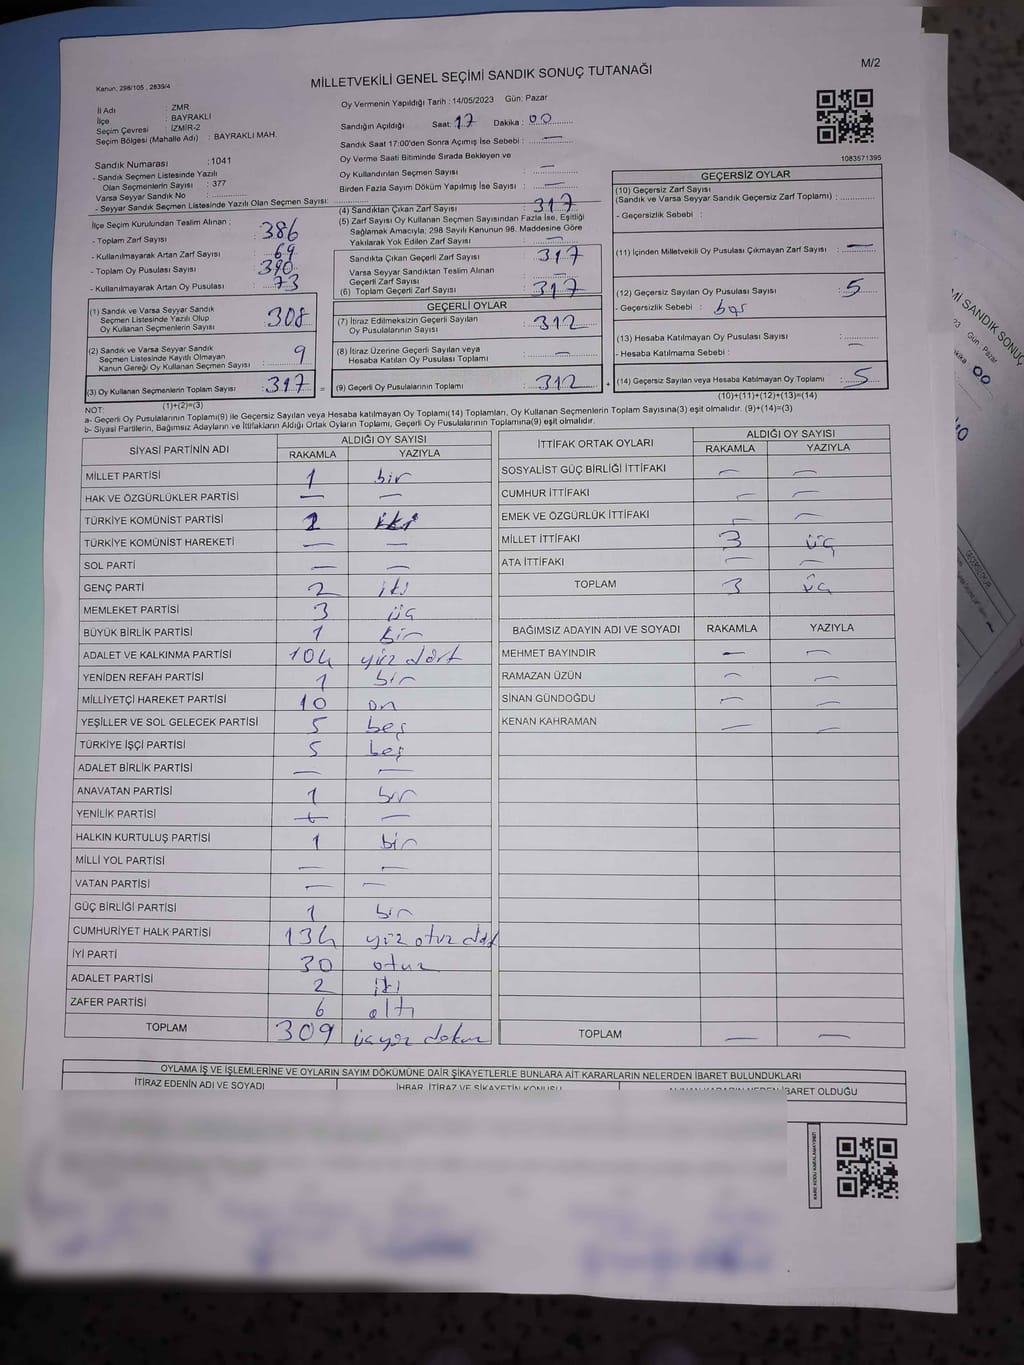 M/2
MİLLETVEKİLİ GENEL SEÇİMİ SANDIK SONUÇ TUTANAĞI
Kanun: 298/105 , 2839/4
İl Adı : ZMR
İlçe : BAYRAKLI
Seçim Çevresi : İZMİR-2
Seçim Bölgesi (Mahalle Adı) : BAYRAKLI MAH.
Sandık Numarası : 1041
- Sandık Seçmen Listesinde Yazılı
Olan Seçmenlerin Sayısı : 377
Varsa Seyyar Sandık No :
- Seyyar Sandık Seçmen Listesinde Yazılı Olan Seçmen Sayısı:
Oy Vermenin Yapıldığı Tarih : 14/05/2023 Gün: Pazar
Sandığın Açıldığı Saat: 17 Dakika : 00
Sandık Saat 17:00'den Sonra Açımış İse Sebebi : —
Oy Verme Saati Bitiminde Sırada Bekleyen ve
Oy Kullandırılan Seçmen Sayısı —
Birden Fazla Sayım Döküm Yapılmış İse Sayısı : —
1083571395
İlçe Seçim Kurulundan Teslim Alınan ;
- Toplam Zarf Sayısı : 386
- Kullanılmayarak Artan Zarf Sayısı : 69
- Toplam Oy Pusulası Sayısı : 390
- Kullanılmayarak Artan Oy Pusulası : 73
(1) Sandık ve Varsa Seyyar Sandık
Seçmen Listesinde Yazılı Olup
Oy Kullanan Seçmenlerin Sayısı : 308
(2) Sandık ve Varsa Seyyar Sandık
Seçmen Listesinde Kayıtlı Olmayan
Kanun Gereği Oy Kullanan Seçmen Sayısı : 9
(3) Oy Kullanan Seçmenlerin Toplam Sayısı : 317 =
(1)+(2)=(3)
(4) Sandıktan Çıkan Zarf Sayısı : 317
(5) Zarf Sayısı Oy Kullanan Seçmen Sayısından Fazla İse, Eşitliği
Sağlamak Amacıyla; 298 Sayılı Kanunun 98. Maddesine Göre
Yakılarak Yok Edilen Zarf Sayısı : —
Sandıkta Çıkan Geçerli Zarf Sayısı : 317
Varsa Seyyar Sandıktan Teslim Alınan
Geçerli Zarf Sayısı : —
(6) Toplam Geçerli Zarf Sayısı : 317
GEÇERLİ OYLAR
(7) İtiraz Edilmeksizin Geçerli Sayılan
Oy Pusulalarının Sayısı : 312
(8) İtiraz Üzerine Geçerli Sayılan veya
Hesaba Katılan Oy Pusulası Toplamı : —
(9) Geçerli Oy Pusulalarının Toplamı : 312 +
GEÇERSİZ OYLAR
(10) Geçersiz Zarf Sayısı
(Sandık ve Varsa Seyyar Sandık Geçersiz Zarf Toplamı) :
- Geçersizlik Sebebi :
(11) İçinden Milletvekili Oy Pusulası Çıkmayan Zarf Sayısı : —
(12) Geçersiz Sayılan Oy Pusulası Sayısı : 5
- Geçersizlik Sebebi : boş
(13) Hesaba Katılmayan Oy Pusulası Sayısı : —
- Hesaba Katılmama Sebebi :
(14) Geçersiz Sayılan veya Hesaba Katılmayan Oy Toplamı : 5
(10)+(11)+(12)+(13)=(14)
NOT:
a- Geçerli Oy Pusulalarının Toplamı(9) ile Geçersiz Sayılan veya Hesaba katılmayan Oy Toplamı(14) Toplamları, Oy Kullanan Seçmenlerin Toplam Sayısına(3) eşit olmalıdır. (9)+(14)=(3)
b- Siyasi Partilerin, Bağımsız Adayların ve İttifakların Aldığı Ortak Oyların Toplamı, Geçerli Oy Pusulalarının Toplamına(9) eşit olmalıdır.
SİYASİ PARTİNİN ADI ALDIĞI OY SAYISI
RAKAMLA YAZIYLA
MİLLET PARTİSİ 1 bir
HAK VE ÖZGÜRLÜKLER PARTİSİ — —
TÜRKİYE KOMÜNİST PARTİSİ 2 iki
TÜRKİYE KOMÜNİST HAREKETİ — —
SOL PARTİ — —
GENÇ PARTİ 2 iki
MEMLEKET PARTİSİ 3 üç
BÜYÜK BİRLİK PARTİSİ 1 bir
ADALET VE KALKINMA PARTİSİ 104 yüz dört
YENİDEN REFAH PARTİSİ 1 bir
MİLLİYETÇİ HAREKET PARTİSİ 10 on
YEŞİLLER VE SOL GELECEK PARTİSİ 5 beş
TÜRKİYE İŞÇİ PARTİSİ 5 beş
ADALET BİRLİK PARTİSİ — —
ANAVATAN PARTİSİ 1 bir
YENİLİK PARTİSİ — —
HALKIN KURTULUŞ PARTİSİ 1 bir
MİLLİ YOL PARTİSİ — —
VATAN PARTİSİ — —
GÜÇ BİRLİĞİ PARTİSİ 1 bir
CUMHURİYET HALK PARTİSİ 134 yüz otuz dört
İYİ PARTİ 30 otuz
ADALET PARTİSİ 2 iki
ZAFER PARTİSİ 6 altı
TOPLAM 309 üçyüz dokuz
İTTİFAK ORTAK OYLARI ALDIĞI OY SAYISI
RAKAMLA YAZIYLA
SOSYALİST GÜÇ BİRLİĞİ İTTİFAKI — —
CUMHUR İTTİFAKI — —
EMEK VE ÖZGÜRLÜK İTTİFAKI — —
MİLLET İTTİFAKI 3 üç
ATA İTTİFAKI — —
TOPLAM 3 üç
BAĞIMSIZ ADAYIN ADI VE SOYADI RAKAMLA YAZIYLA
MEHMET BAYINDIR — —
RAMAZAN ÜZÜN — —
SİNAN GÜNDOĞDU — —
KENAN KAHRAMAN — —
TOPLAM — —
OYLAMA İŞ VE İŞLEMLERİNE VE OYLARIN SAYIM DÖKÜMÜNE DAİR ŞİKAYETLERLE BUNLARA AİT KARARLARIN NELERDEN İBARET BULUNDUKLARI
İTİRAZ EDENİN ADI VE SOYADI İHBAR, İTİRAZ VE ŞİKAYETİN KONUSU İBARET OLDUĞU
Mİ SANDIK SONUÇ
23 Gün: Pazar
00